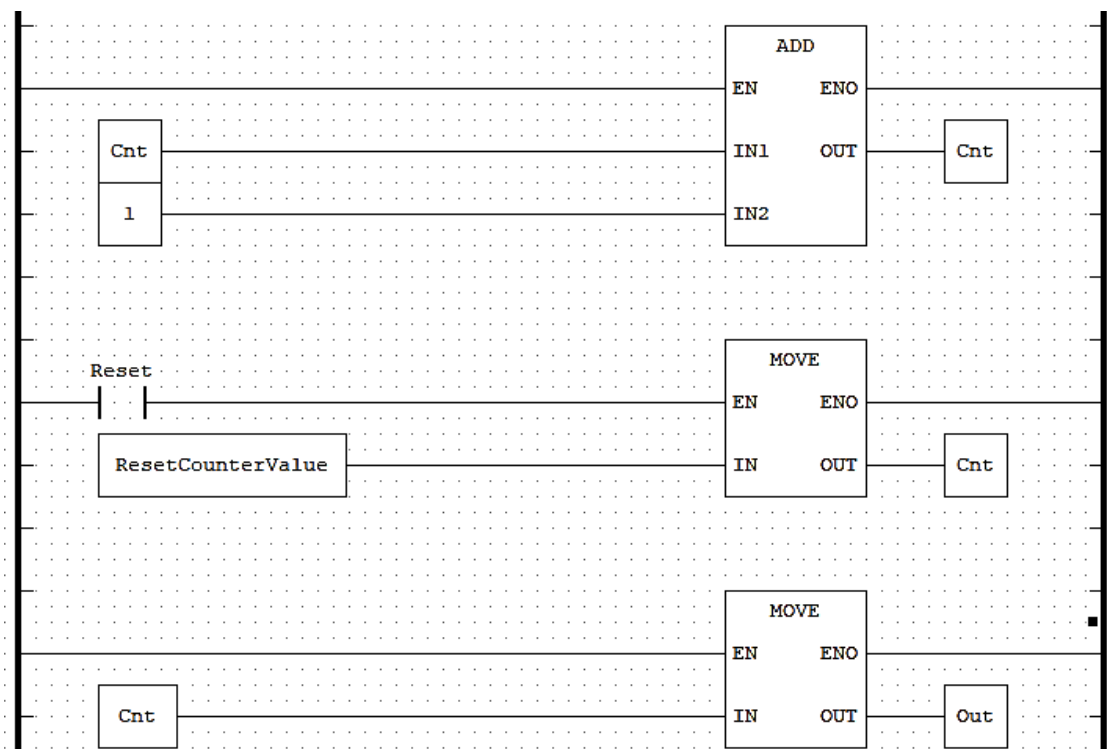 ADD
EN ENO
Cnt IN1 OUT Cnt
1 IN2
MOVE
Reset
EN ENO
ResetCounterValue IN OUT Cnt
MOVE
EN ENO
Cnt IN OUT Out